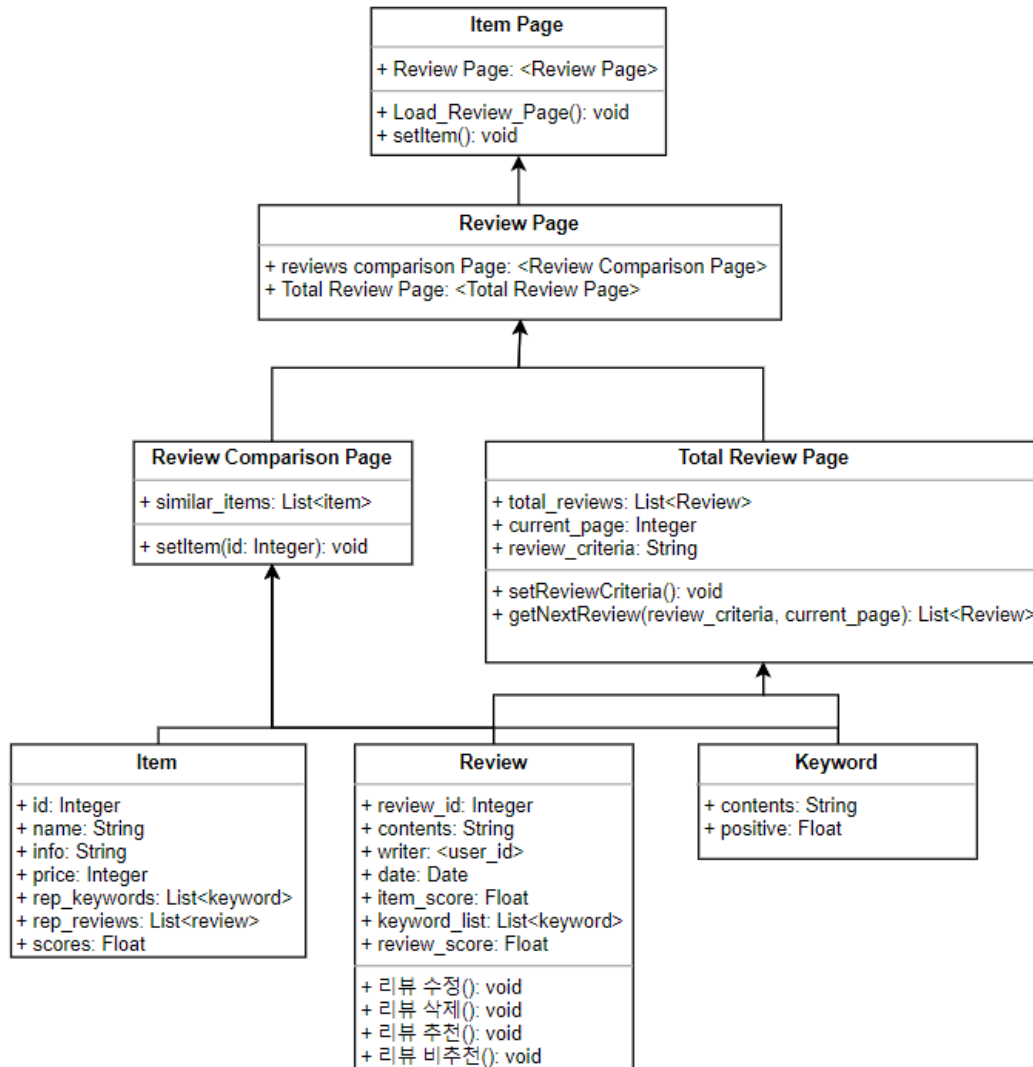 Item Page
+ Review Page: <Review Page>
+ Load_Review_Page(): void
+ setItem(): void
Review Page
+ reviews comparison Page: <Review Comparison Page>
+ Total Review Page: <Total Review Page>
Review Comparison Page
+ similar_items: List<item>
+ setItem(id: Integer): void
Total Review Page
+ total_reviews: List<Review>
+ current_page: Integer
+ review_criteria: String
+ setReviewCriteria(): void
+ getNextReview(review_criteria, current_page): List<Review>
Item
+ id: Integer
+ name: String
+ info: String
+ price: Integer
+ rep_keywords: List<keyword>
+ rep_reviews: List<review>
+ scores: Float
Review
+ review_id: Integer
+ contents: String
+ writer: <user_id>
+ date: Date
+ item_score: Float
+ keyword_list: List<keyword>
+ review_score: Float
+ 리뷰 수정(): void
+ 리뷰 삭제(): void
+ 리뷰 추천(): void
+ 리뷰 비추천(): void
Keyword
+ contents: String
+ positive: Float